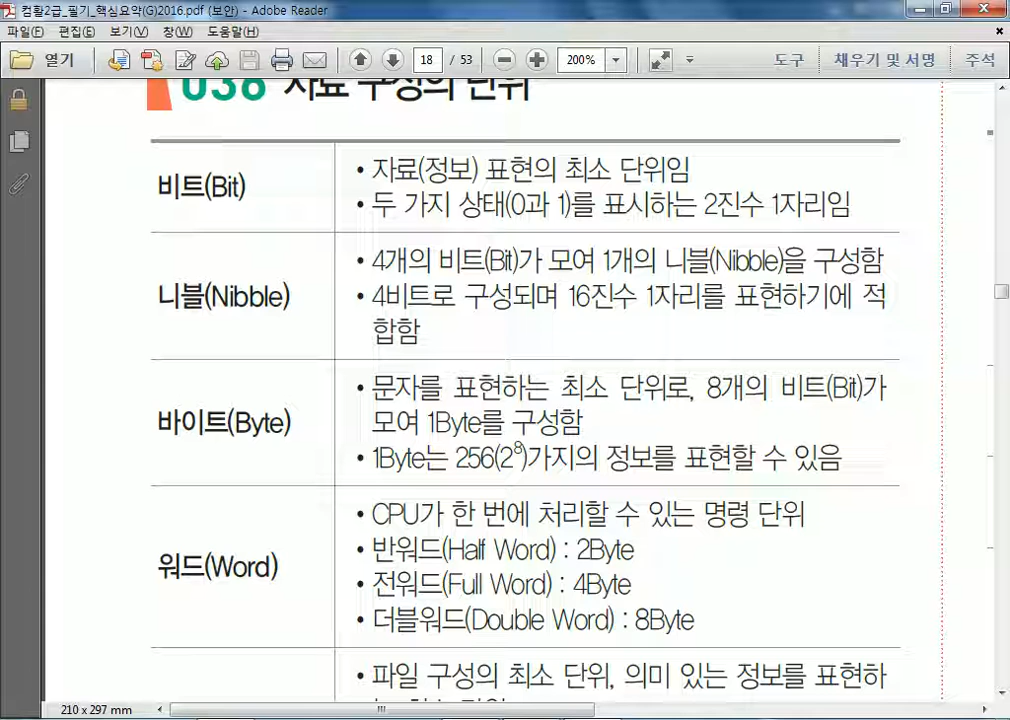 컴활2급_필기_핵심요약(G)2016.pdf (보안) - Adobe Reader
파일(F) 편집(E) 보기(V) 창(W) 도움말(H)
열기 18 / 53 200% 도구 채우기 및 서명 주석
036 자료 구성의 단위
비트(Bit)
• 자료(정보) 표현의 최소 단위임
• 두 가지 상태(0과 1)를 표시하는 2진수 1자리임
니블(Nibble)
• 4개의 비트(Bit)가 모여 1개의 니블(Nibble)을 구성함
• 4비트로 구성되며 16진수 1자리를 표현하기에 적
합함
바이트(Byte)
• 문자를 표현하는 최소 단위로, 8개의 비트(Bit)가
모여 1Byte를 구성함
• 1Byte는 256(2⁸)가지의 정보를 표현할 수 있음
워드(Word)
• CPU가 한 번에 처리할 수 있는 명령 단위
• 반워드(Half Word) : 2Byte
• 전워드(Full Word) : 4Byte
• 더블워드(Double Word) : 8Byte
• 파일 구성의 최소 단위, 의미 있는 정보를 표현하
210 x 297 mm